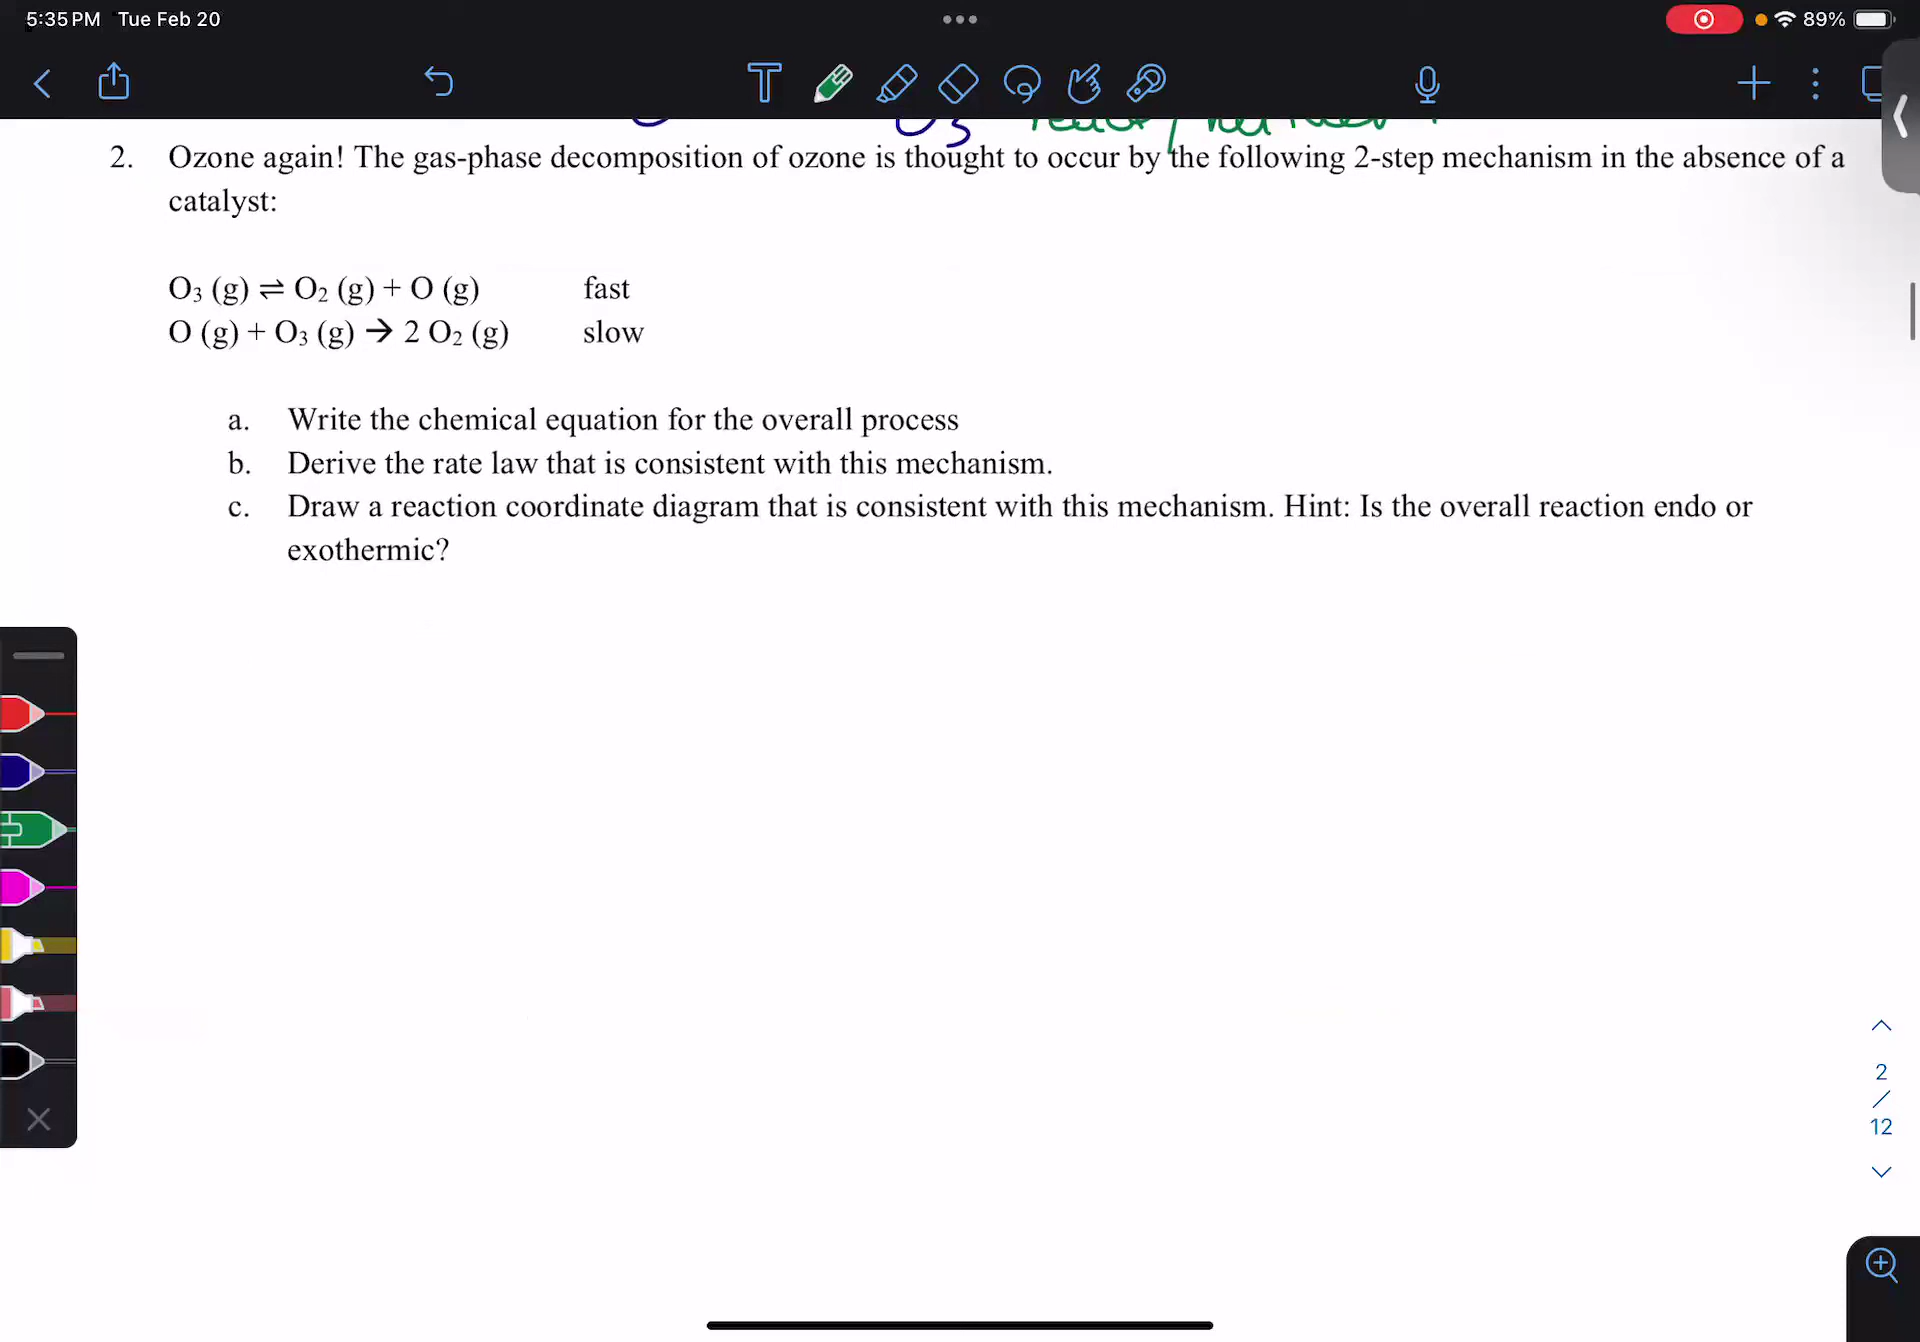 5:35 PM Tue Feb 20
89%
2. Ozone again! The gas-phase decomposition of ozone is thought to occur by the following 2-step mechanism in the absence of a
catalyst:
O₃ (g) ⇌ O₂ (g) + O (g) fast
O (g) + O₃ (g) → 2 O₂ (g) slow
a. Write the chemical equation for the overall process
b. Derive the rate law that is consistent with this mechanism.
c. Draw a reaction coordinate diagram that is consistent with this mechanism. Hint: Is the overall reaction endo or
exothermic?
2
/
12